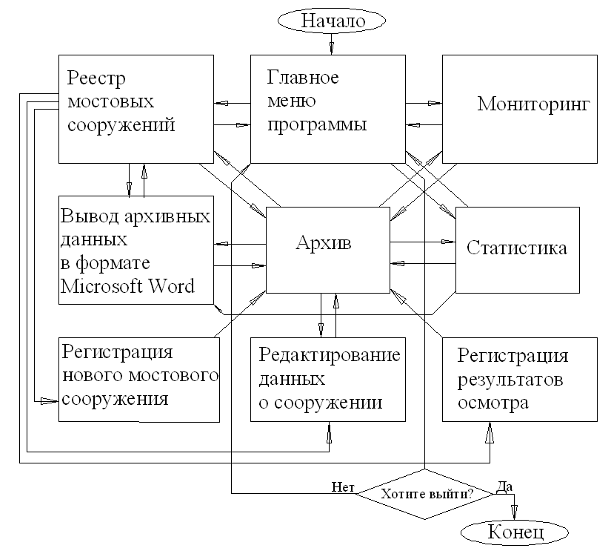 Начало
Реестр
мостовых
сооружений
Главное
меню
программы
Мониторинг
Вывод архивных
данных
в формате
Microsoft Word
Архив
Статистика
Регистрация
нового мостового
сооружения
Редактирование
данных
о сооружении
Регистрация
результатов
осмотра
Нет
Хотите выйти?
Да
Конец